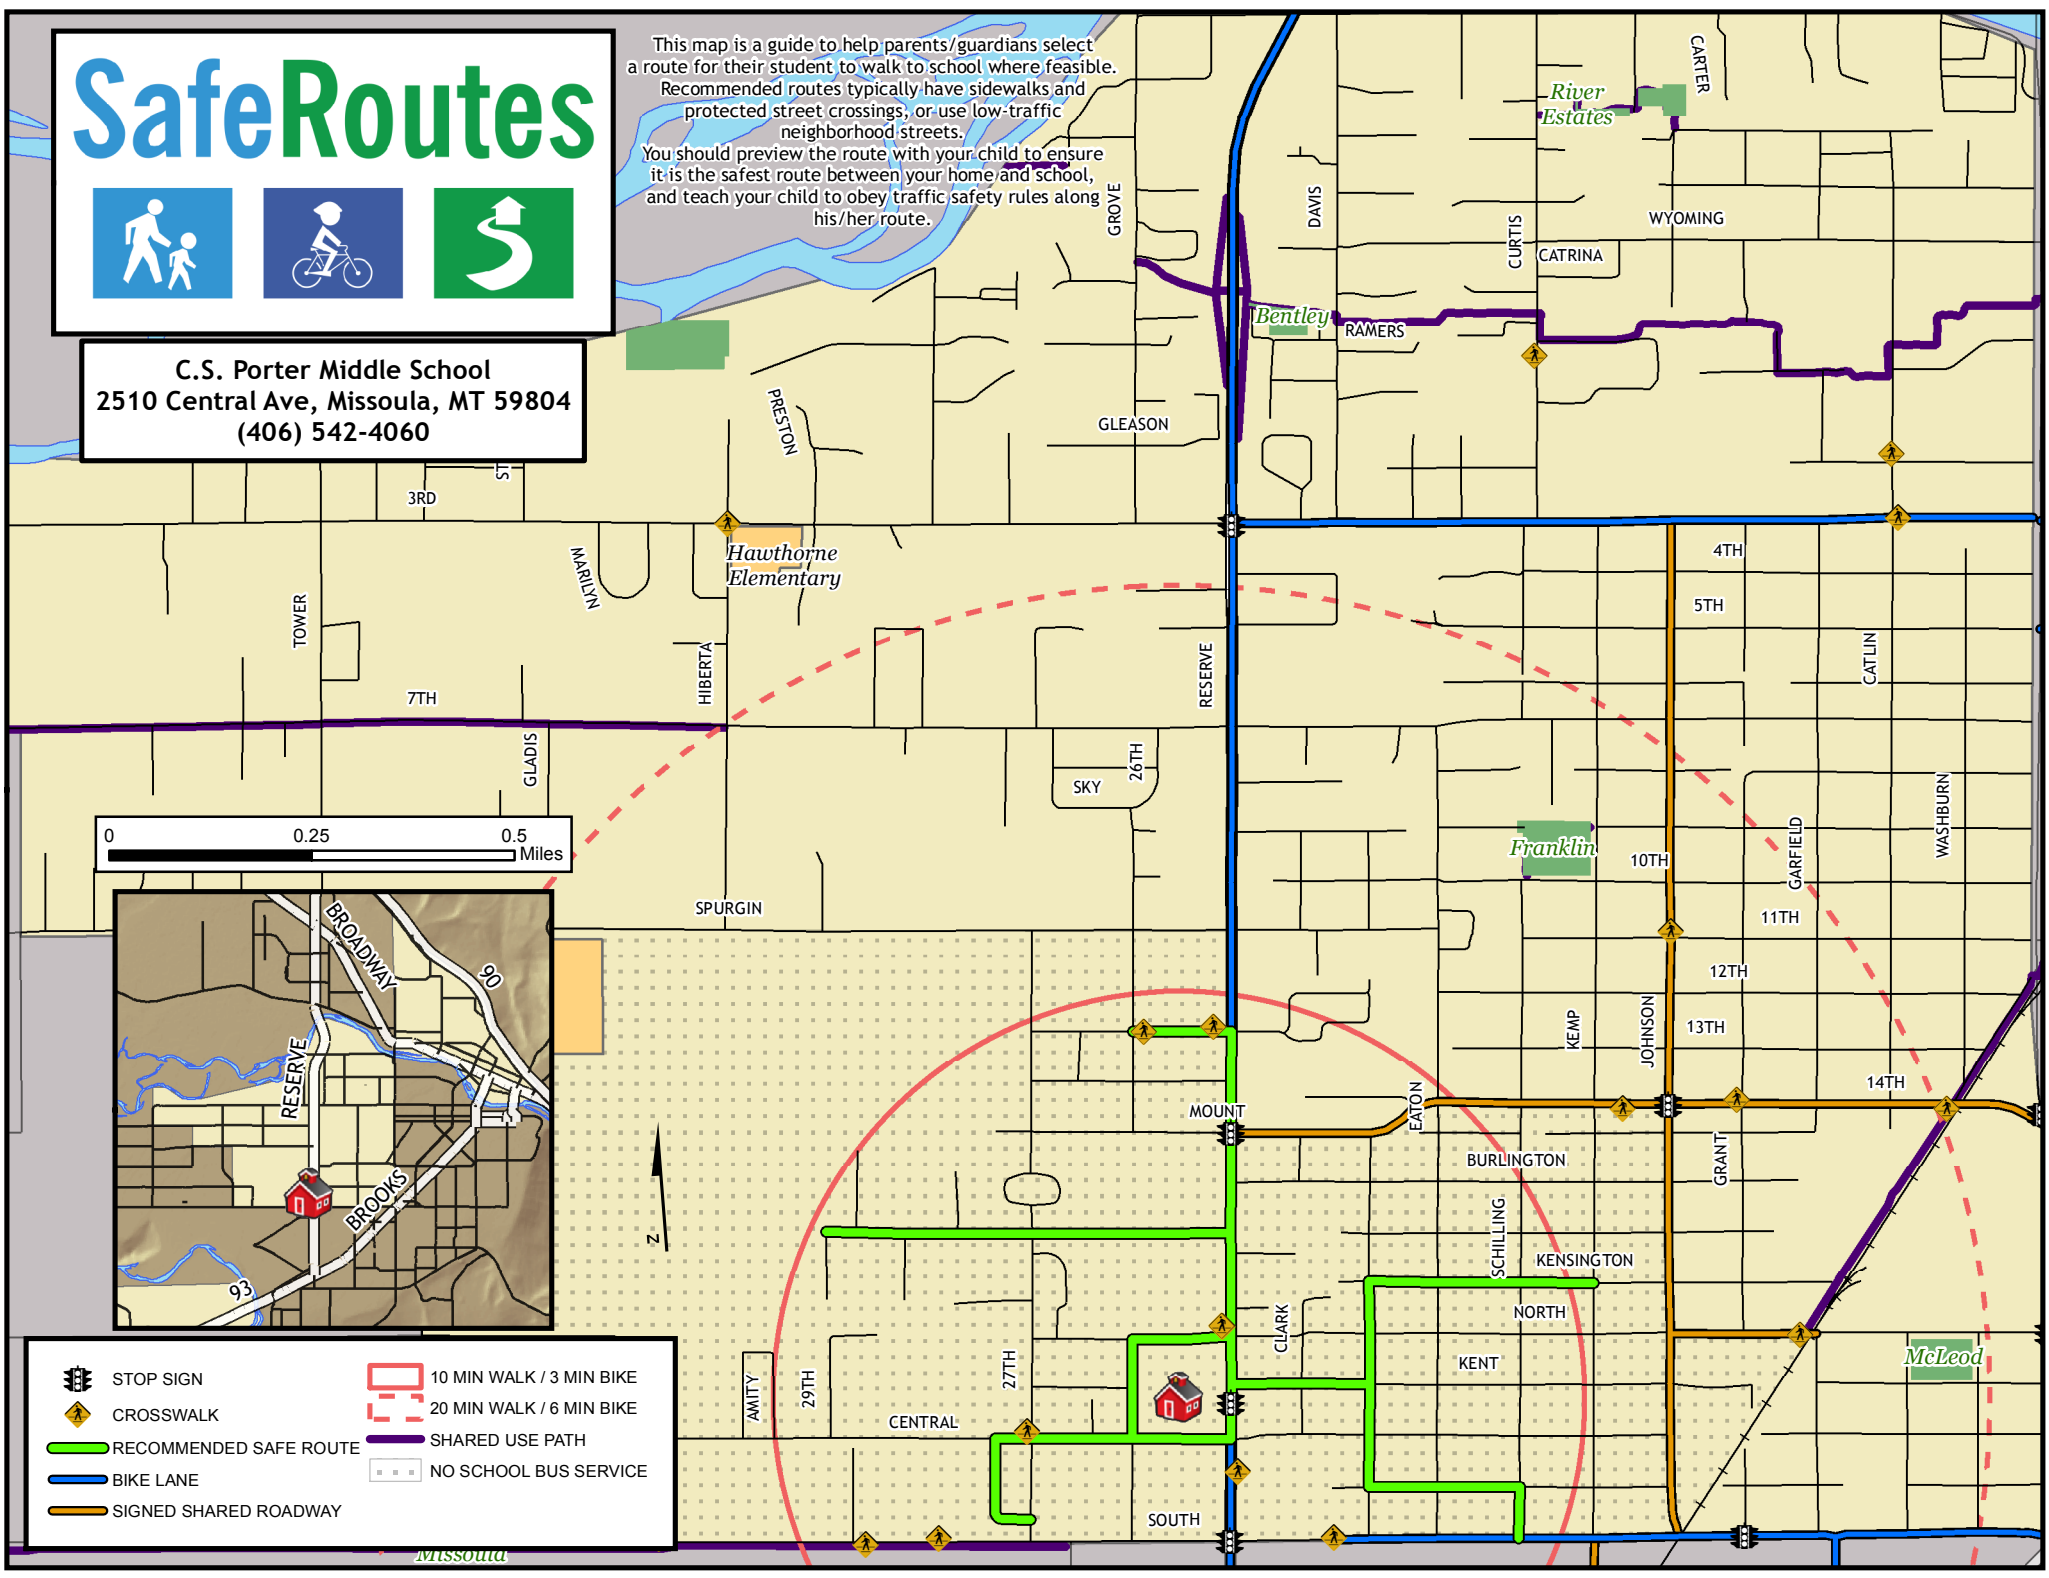 SafeRoutes
C.S. Porter Middle School
2510 Central Ave, Missoula, MT 59804
(406) 542-4060
This map is a guide to help parents/guardians select
a route for their student to walk to school where feasible.
Recommended routes typically have sidewalks and
protected street crossings, or use low-traffic
neighborhood streets.
You should preview the route with your child to ensure
it is the safest route between your home and school,
and teach your child to obey traffic safety rules along
his/her route.
CARTER
River
Estates
GROVE
DAVIS
CURTIS
WYOMING
CATRINA
Bentley
RAMERS
PRESTON
GLEASON
ST
3RD
Hawthorne
Elementary
MARILYN
4TH
5TH
TOWER
HIBERTA
RESERVE
CATLIN
7TH
GLADIS
26TH
SKY
WASHBURN
GARFIELD
Franklin
10TH
0 0.25 0.5
Miles
SPURGIN
11TH
12TH
13TH
KEMP
JOHNSON
14TH
BROADWAY
90
RESERVE
BROOKS
93
MOUNT
EATON
BURLINGTON
GRANT
SCHILLING
KENSINGTON
NORTH
CLARK
KENT
McLeod
N
27TH
29TH
AMITY
CENTRAL
SOUTH
Missoula
STOP SIGN
CROSSWALK
RECOMMENDED SAFE ROUTE
BIKE LANE
SIGNED SHARED ROADWAY
10 MIN WALK / 3 MIN BIKE
20 MIN WALK / 6 MIN BIKE
SHARED USE PATH
NO SCHOOL BUS SERVICE